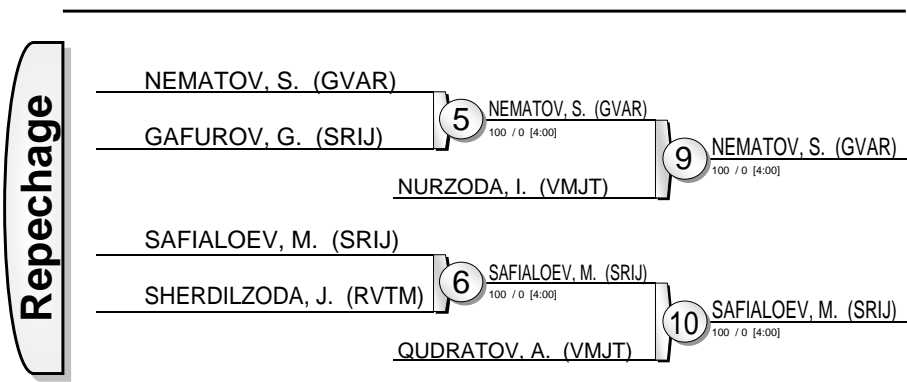 Repechage
NEMATOV, S. (GVAR)
GAFUROV, G. (SRIJ)
5
NEMATOV, S. (GVAR)
100 / 0 [4:00]
NURZODA, I. (VMJT)
9
NEMATOV, S. (GVAR)
100 / 0 [4:00]
SAFIALOEV, M. (SRIJ)
SHERDILZODA, J. (RVTM)
6
SAFIALOEV, M. (SRIJ)
100 / 0 [4:00]
QUDRATOV, A. (VMJT)
10
SAFIALOEV, M. (SRIJ)
100 / 0 [4:00]